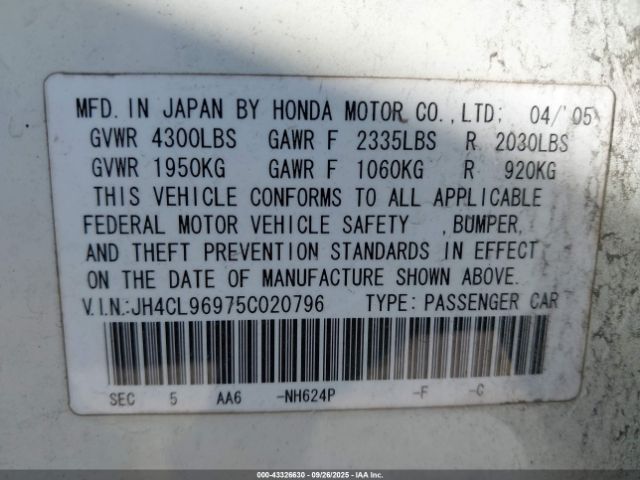 MFD. IN JAPAN BY HONDA MOTOR CO., LTD; 04/'05
GVWR 4300LBS GAWR F 2335LBS R 2030LBS
GVWR 1950KG GAWR F 1060KG R 920KG
THIS VEHICLE CONFORMS TO ALL APPLICABLE
FEDERAL MOTOR VEHICLE SAFETY , BUMPER,
AND THEFT PREVENTION STANDARDS IN EFFECT
ON THE DATE OF MANUFACTURE SHOWN ABOVE.
V.I.N.:JH4CL96975C020796 TYPE: PASSENGER CAR
SEC 5 AA6 -NH624P -F -C
000-43326630 - 09/26/2025 - IAAI.COM